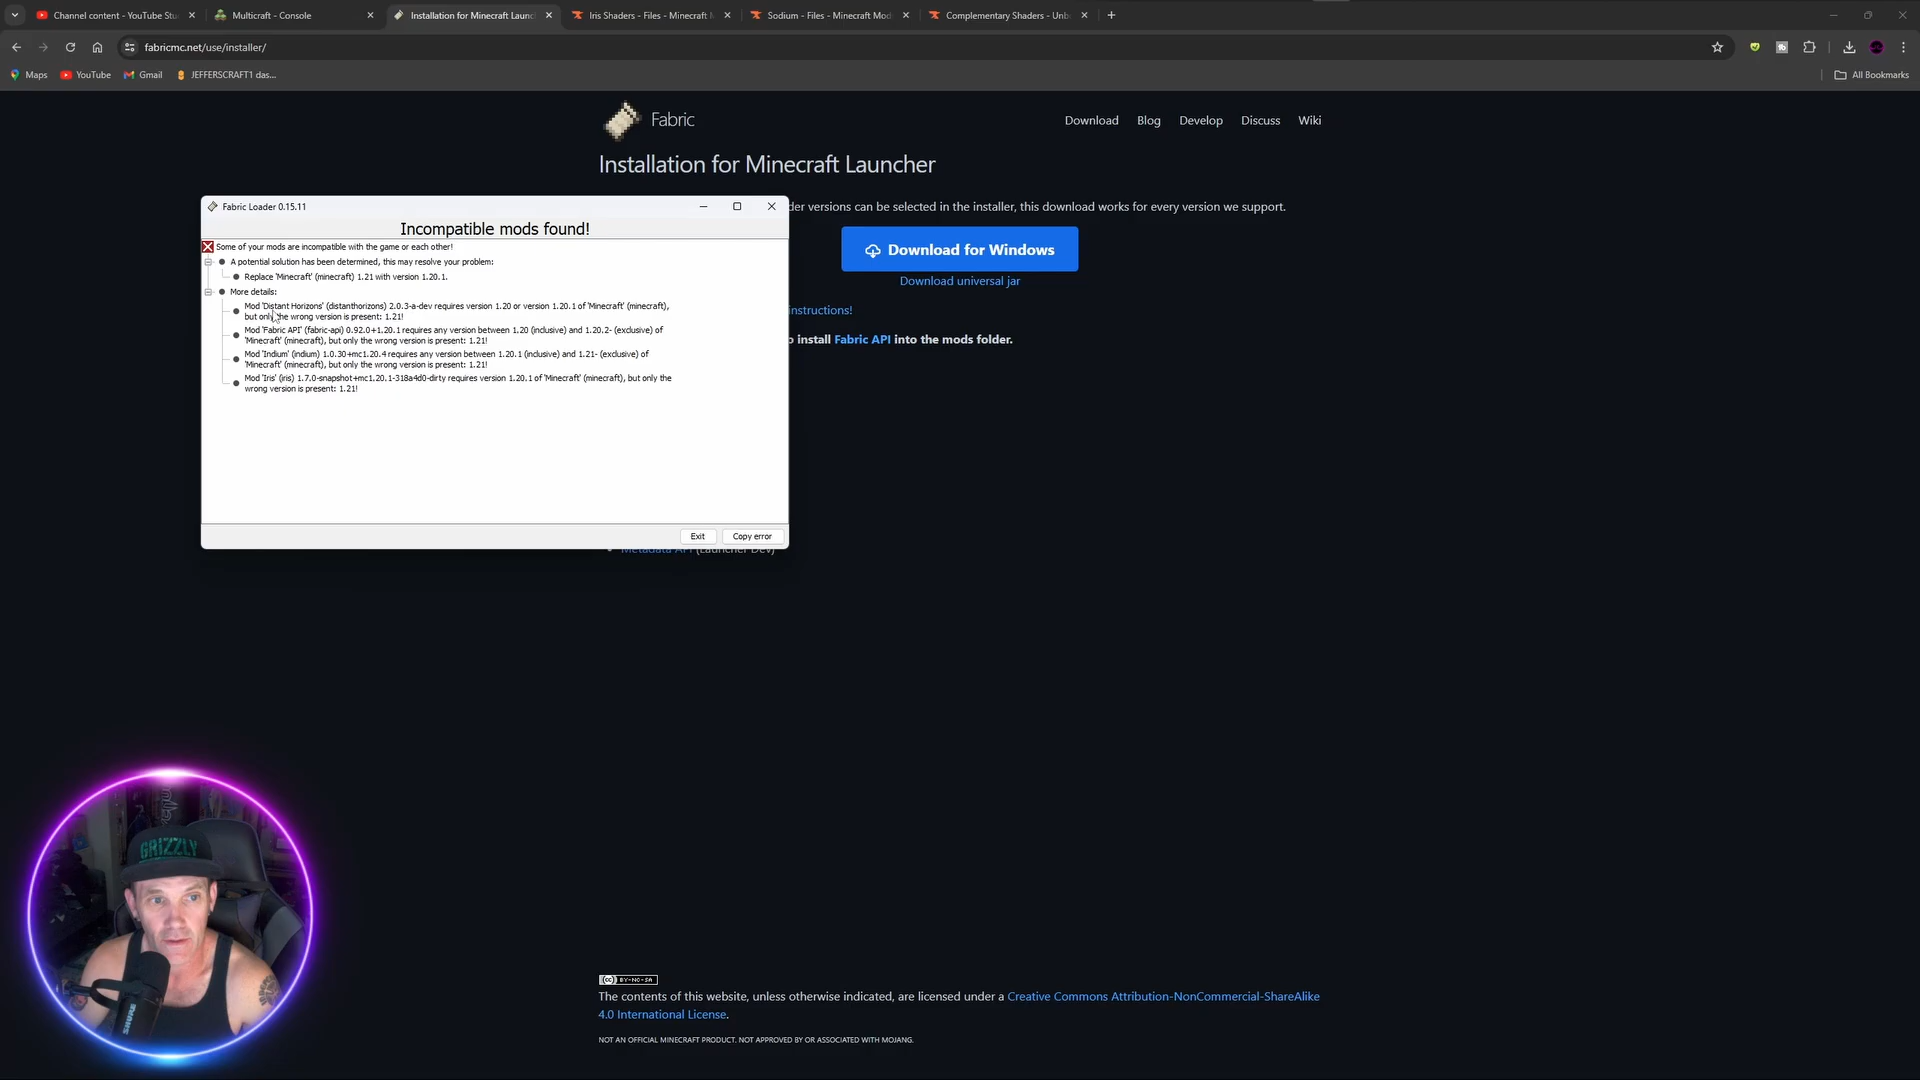 Channel content - YouTube Stu
Multicraft - Console
Installation for Minecraft Launc
Iris Shaders - Files - Minecraft M
Sodium - Files - Minecraft Mod
Complementary Shaders - Unb
fabricmc.net/use/installer/
Maps
YouTube
Gmail
JEFFERSCRAFT1 das...
All Bookmarks
Fabric
Download
Blog
Develop
Discuss
Wiki
Installation for Minecraft Launcher
der versions can be selected in the installer, this download works for every version we support.
Download for Windows
Download universal jar
instructions!
o install Fabric API into the mods folder.
Fabric Loader 0.15.11
Incompatible mods found!
Some of your mods are incompatible with the game or each other!
A potential solution has been determined, this may resolve your problem:
Replace 'Minecraft' (minecraft) 1.21 with version 1.20.1.
More details:
Mod 'Distant Horizons' (distanthorizons) 2.0.3-a-dev requires version 1.20 or version 1.20.1 of 'Minecraft' (minecraft),
but only the wrong version is present: 1.21!
Mod 'Fabric API' (fabric-api) 0.92.0+1.20.1 requires any version between 1.20 (inclusive) and 1.20.2- (exclusive) of
'Minecraft' (minecraft), but only the wrong version is present: 1.21!
Mod 'Indium' (indium) 1.0.30+mc1.20.4 requires any version between 1.20.1 (inclusive) and 1.21- (exclusive) of
'Minecraft' (minecraft), but only the wrong version is present: 1.21!
Mod 'Iris' (iris) 1.7.0-snapshot+mc1.20.1-318a4d0-dirty requires version 1.20.1 of 'Minecraft' (minecraft), but only the
wrong version is present: 1.21!
Exit
Copy error
Metadata API (Launcher Dev)
GRIZZLY
SHURE
(cc) BY-NC-SA
The contents of this website, unless otherwise indicated, are licensed under a Creative Commons Attribution-NonCommercial-ShareAlike
4.0 International License.
NOT AN OFFICIAL MINECRAFT PRODUCT. NOT APPROVED BY OR ASSOCIATED WITH MOJANG.